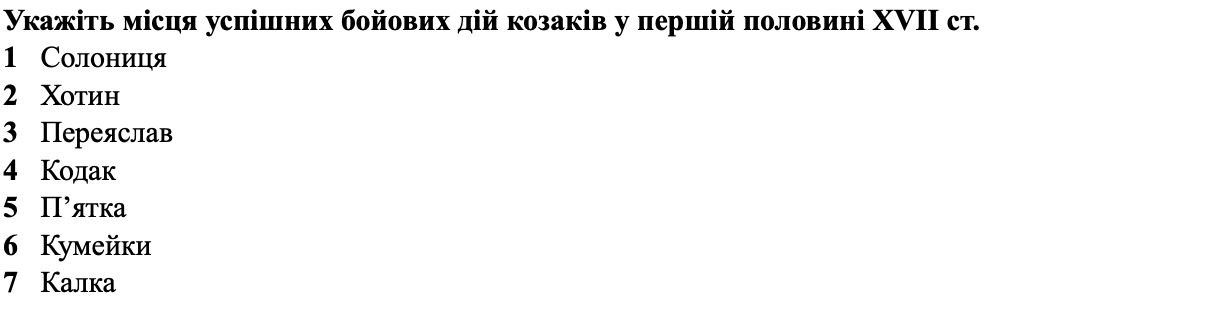 Укажіть місця успішних бойових дій козаків у першій половині XVII ст.
1 Солониця
2 Хотин
3 Переяслав
4 Кодак
5 П’ятка
6 Кумейки
7 Калка